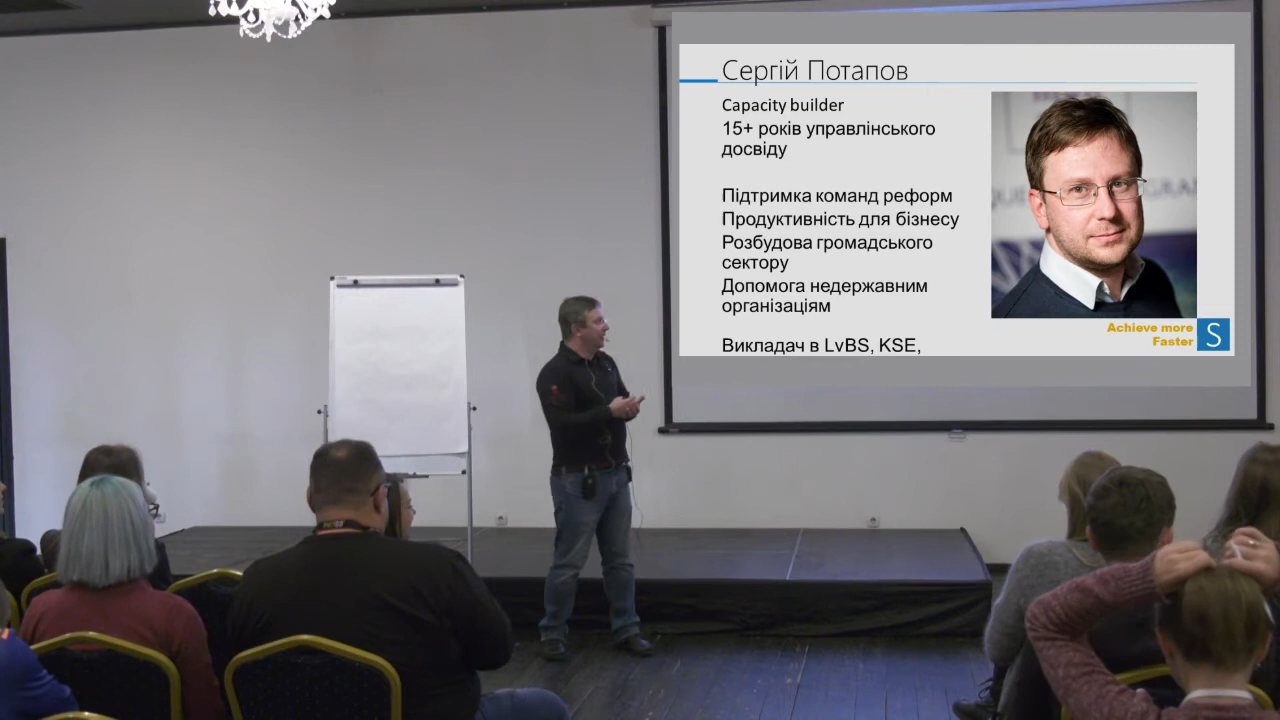 Сергій Потапов
Capacity builder
15+ років управлінського
досвіду
Підтримка команд реформ
Продуктивність для бізнесу
Розбудова громадського
сектору
Допомога недержавним
організаціям
Викладач в LvBS, KSE,
Achieve more
Faster
S